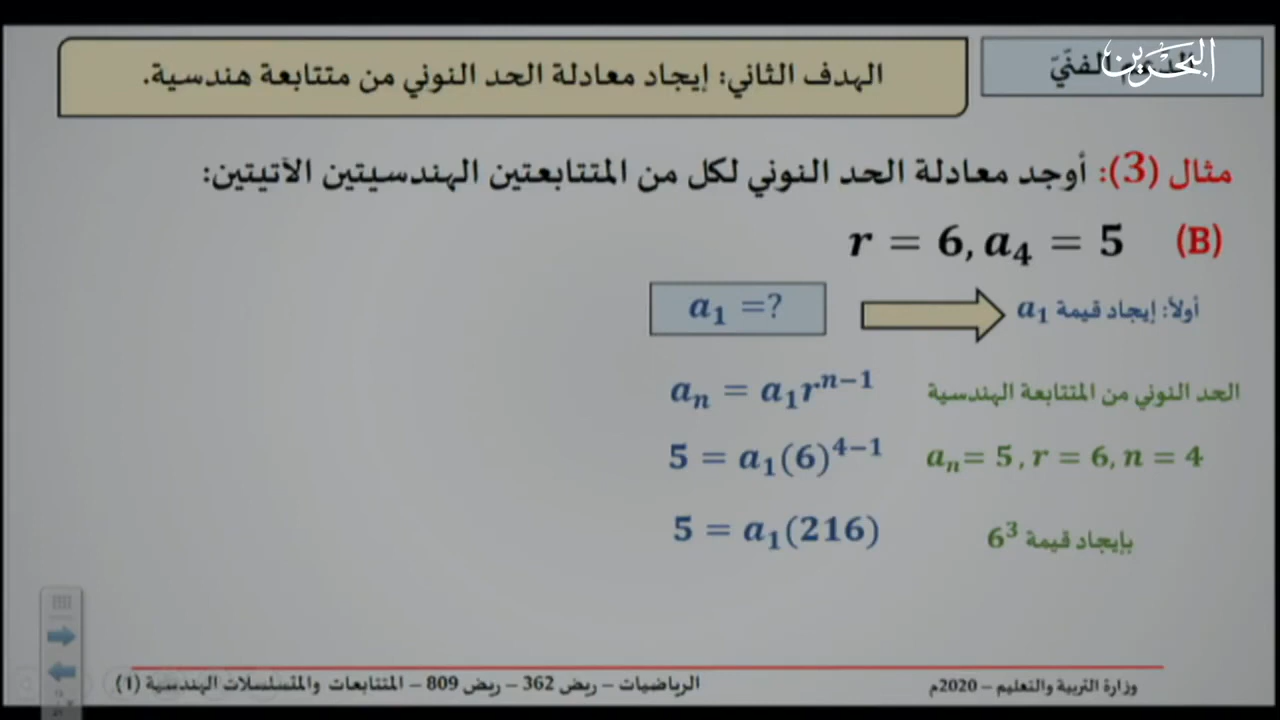 البحرين
الفنّيّ
الهدف الثاني: إيجاد معادلة الحد النوني من متتابعة هندسية.
مثال (3): أوجد معادلة الحد النوني لكل من المتتابعتين الهندسيتين الآتيتين:
(B) r = 6, a₄ = 5
أولاً: إيجاد قيمة a₁
a₁ =?
الحد النوني من المتتابعة الهندسية
aₙ = a₁rⁿ⁻¹
aₙ= 5 , r = 6, n = 4
5 = a₁(6)⁴⁻¹
بإيجاد قيمة 6³
5 = a₁(216)
وزارة التربية والتعليم – 2020م
الرياضيات – ريض 362 – ريض 809 – المتتابعات والمتسلسلات الهندسية (1)